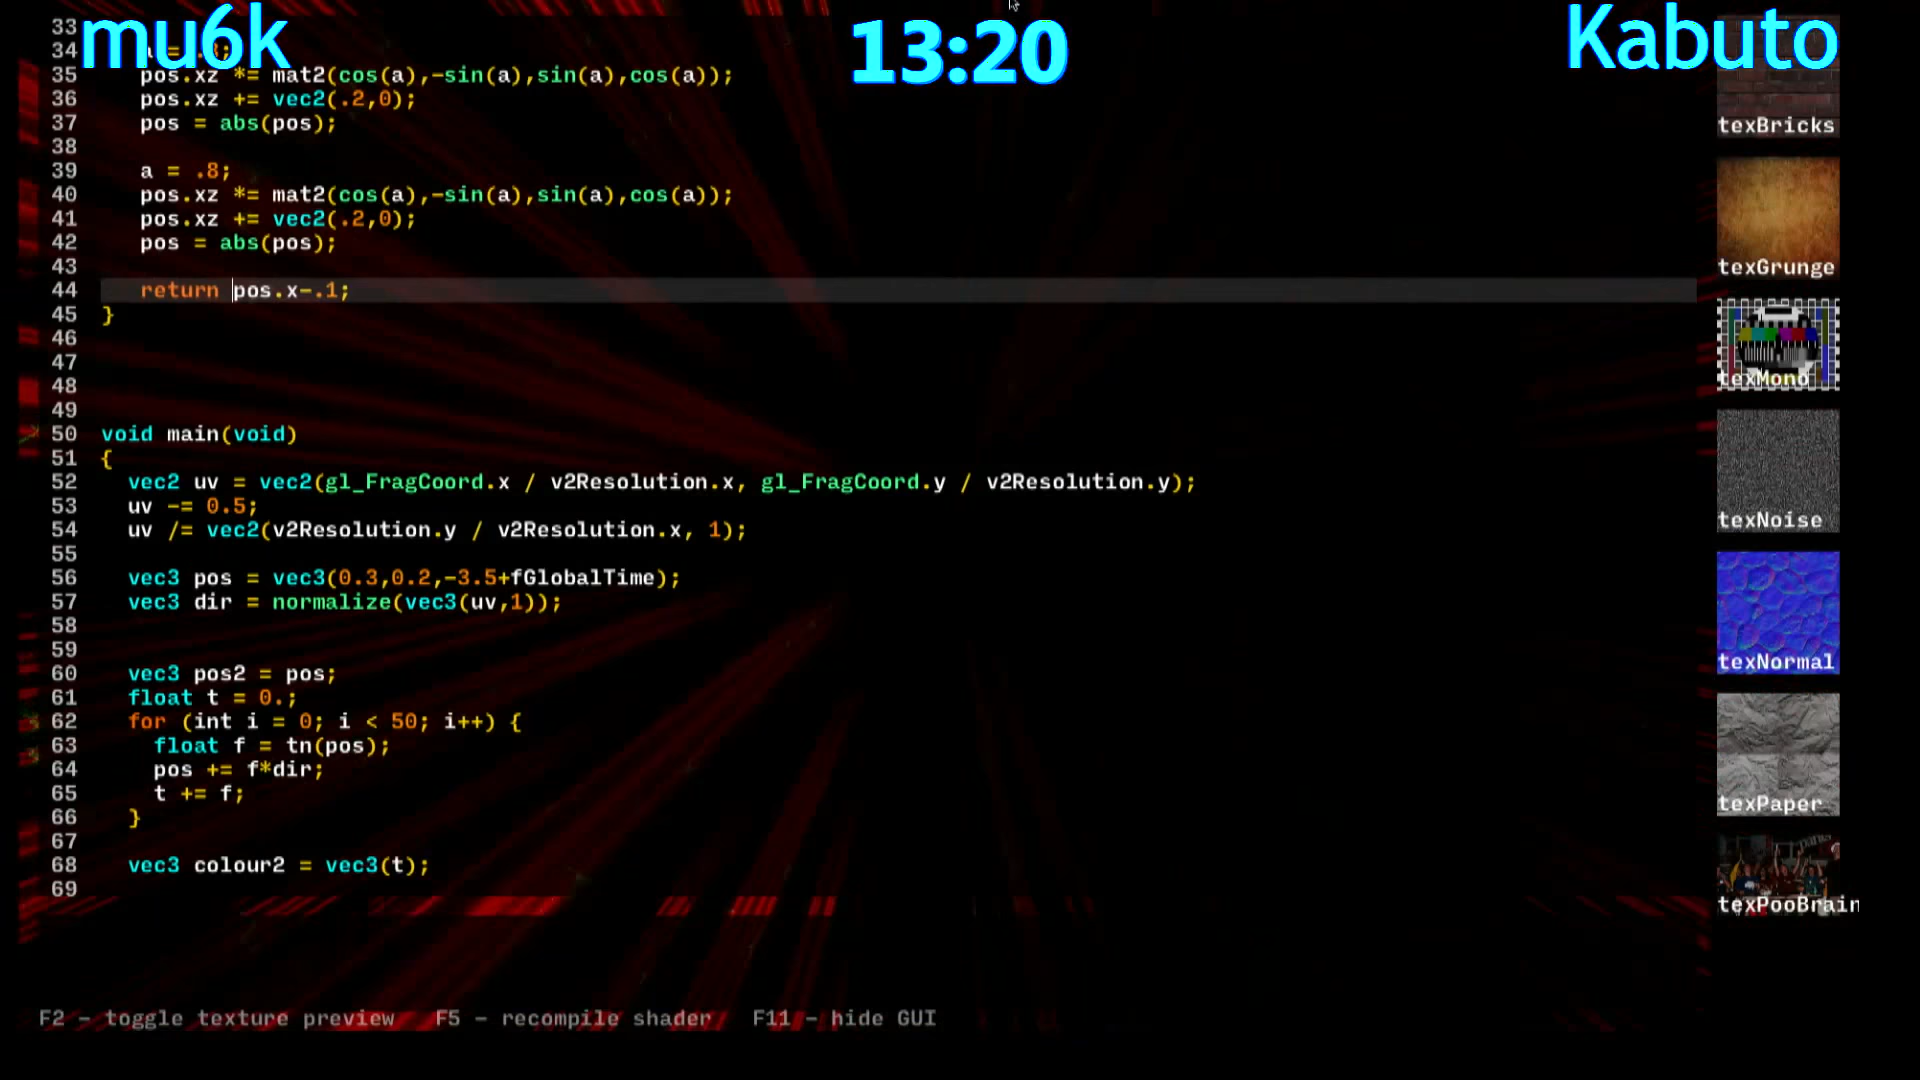 mu6k
13:20
Kabuto
33
34
35 pos.xz *= mat2(cos(a),-sin(a),sin(a),cos(a));
36 pos.xz += vec2(.2,0);
37 pos = abs(pos);
38
39 a = .8;
40 pos.xz *= mat2(cos(a),-sin(a),sin(a),cos(a));
41 pos.xz += vec2(.2,0);
42 pos = abs(pos);
43
44 return pos.x-.1;
45 }
46
47
48
49
50 void main(void)
51 {
52 vec2 uv = vec2(gl_FragCoord.x / v2Resolution.x, gl_FragCoord.y / v2Resolution.y);
53 uv -= 0.5;
54 uv /= vec2(v2Resolution.y / v2Resolution.x, 1);
55
56 vec3 pos = vec3(0.3,0.2,-3.5+fGlobalTime);
57 vec3 dir = normalize(vec3(uv,1));
58
59
60 vec3 pos2 = pos;
61 float t = 0.;
62 for (int i = 0; i < 50; i++) {
63 float f = tn(pos);
64 pos += f*dir;
65 t += f;
66 }
67
68 vec3 colour2 = vec3(t);
69
texBricks
texGrunge
texMono
texNoise
texNormal
texPaper
texPooBrain
F2 - toggle texture preview F5 - recompile shader F11 - hide GUI